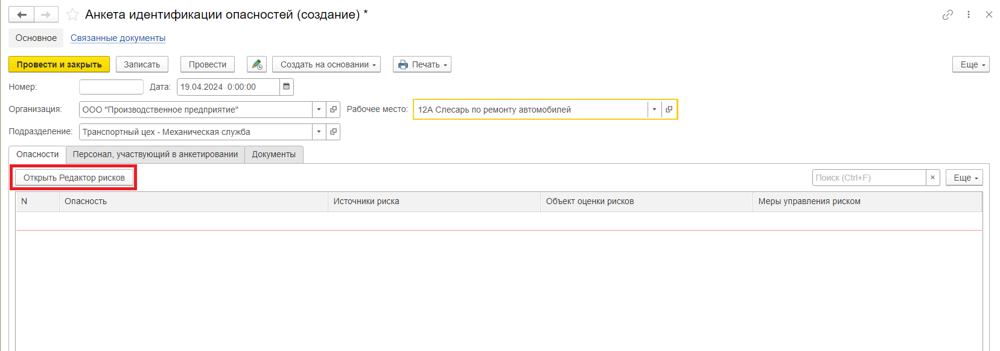 Анкета идентификации опасностей (создание) *
Основное Связанные документы
Провести и закрыть Записать Провести Создать на основании Печать Еще
Номер: Дата: 19.04.2024 0:00:00
Организация: ООО "Производственное предприятие" Рабочее место: 12А Слесарь по ремонту автомобилей
Подразделение: Транспортный цех - Механическая служба
Опасности Персонал, участвующий в анкетировании Документы
Открыть Редактор рисков Поиск (Ctrl+F) × Еще
N Опасность Источники риска Объект оценки рисков Меры управления риском